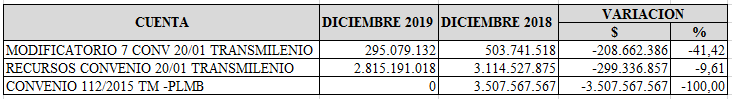 CUENTA DICIEMBRE 2019 DICIEMBRE 2018 VARIACION
$ %
MODIFICATORIO 7 CONV 20/01 TRANSMILENIO 295.079.132 503.741.518 -208.662.386 -41,42
RECURSOS CONVENIO 20/01 TRANSMILENIO 2.815.191.018 3.114.527.875 -299.336.857 -9,61
CONVENIO 112/2015 TM -PLMB 0 3.507.567.567 -3.507.567.567 -100,00